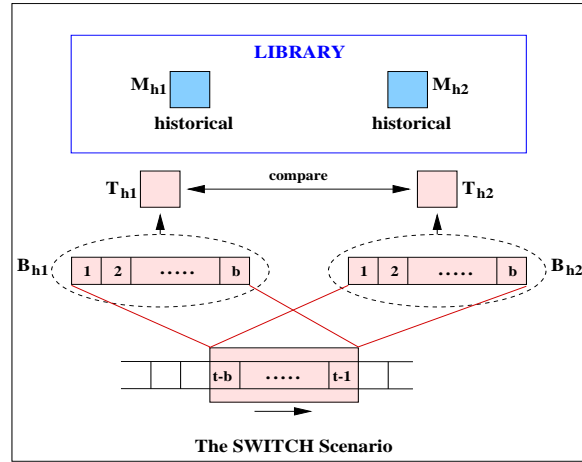 LIBRARY
Mh1
Mh2
historical
historical
Th1
compare
Th2
Bh1
1 2 ..... b
1 2 ..... b
Bh2
t-b ..... t-1
The SWITCH Scenario